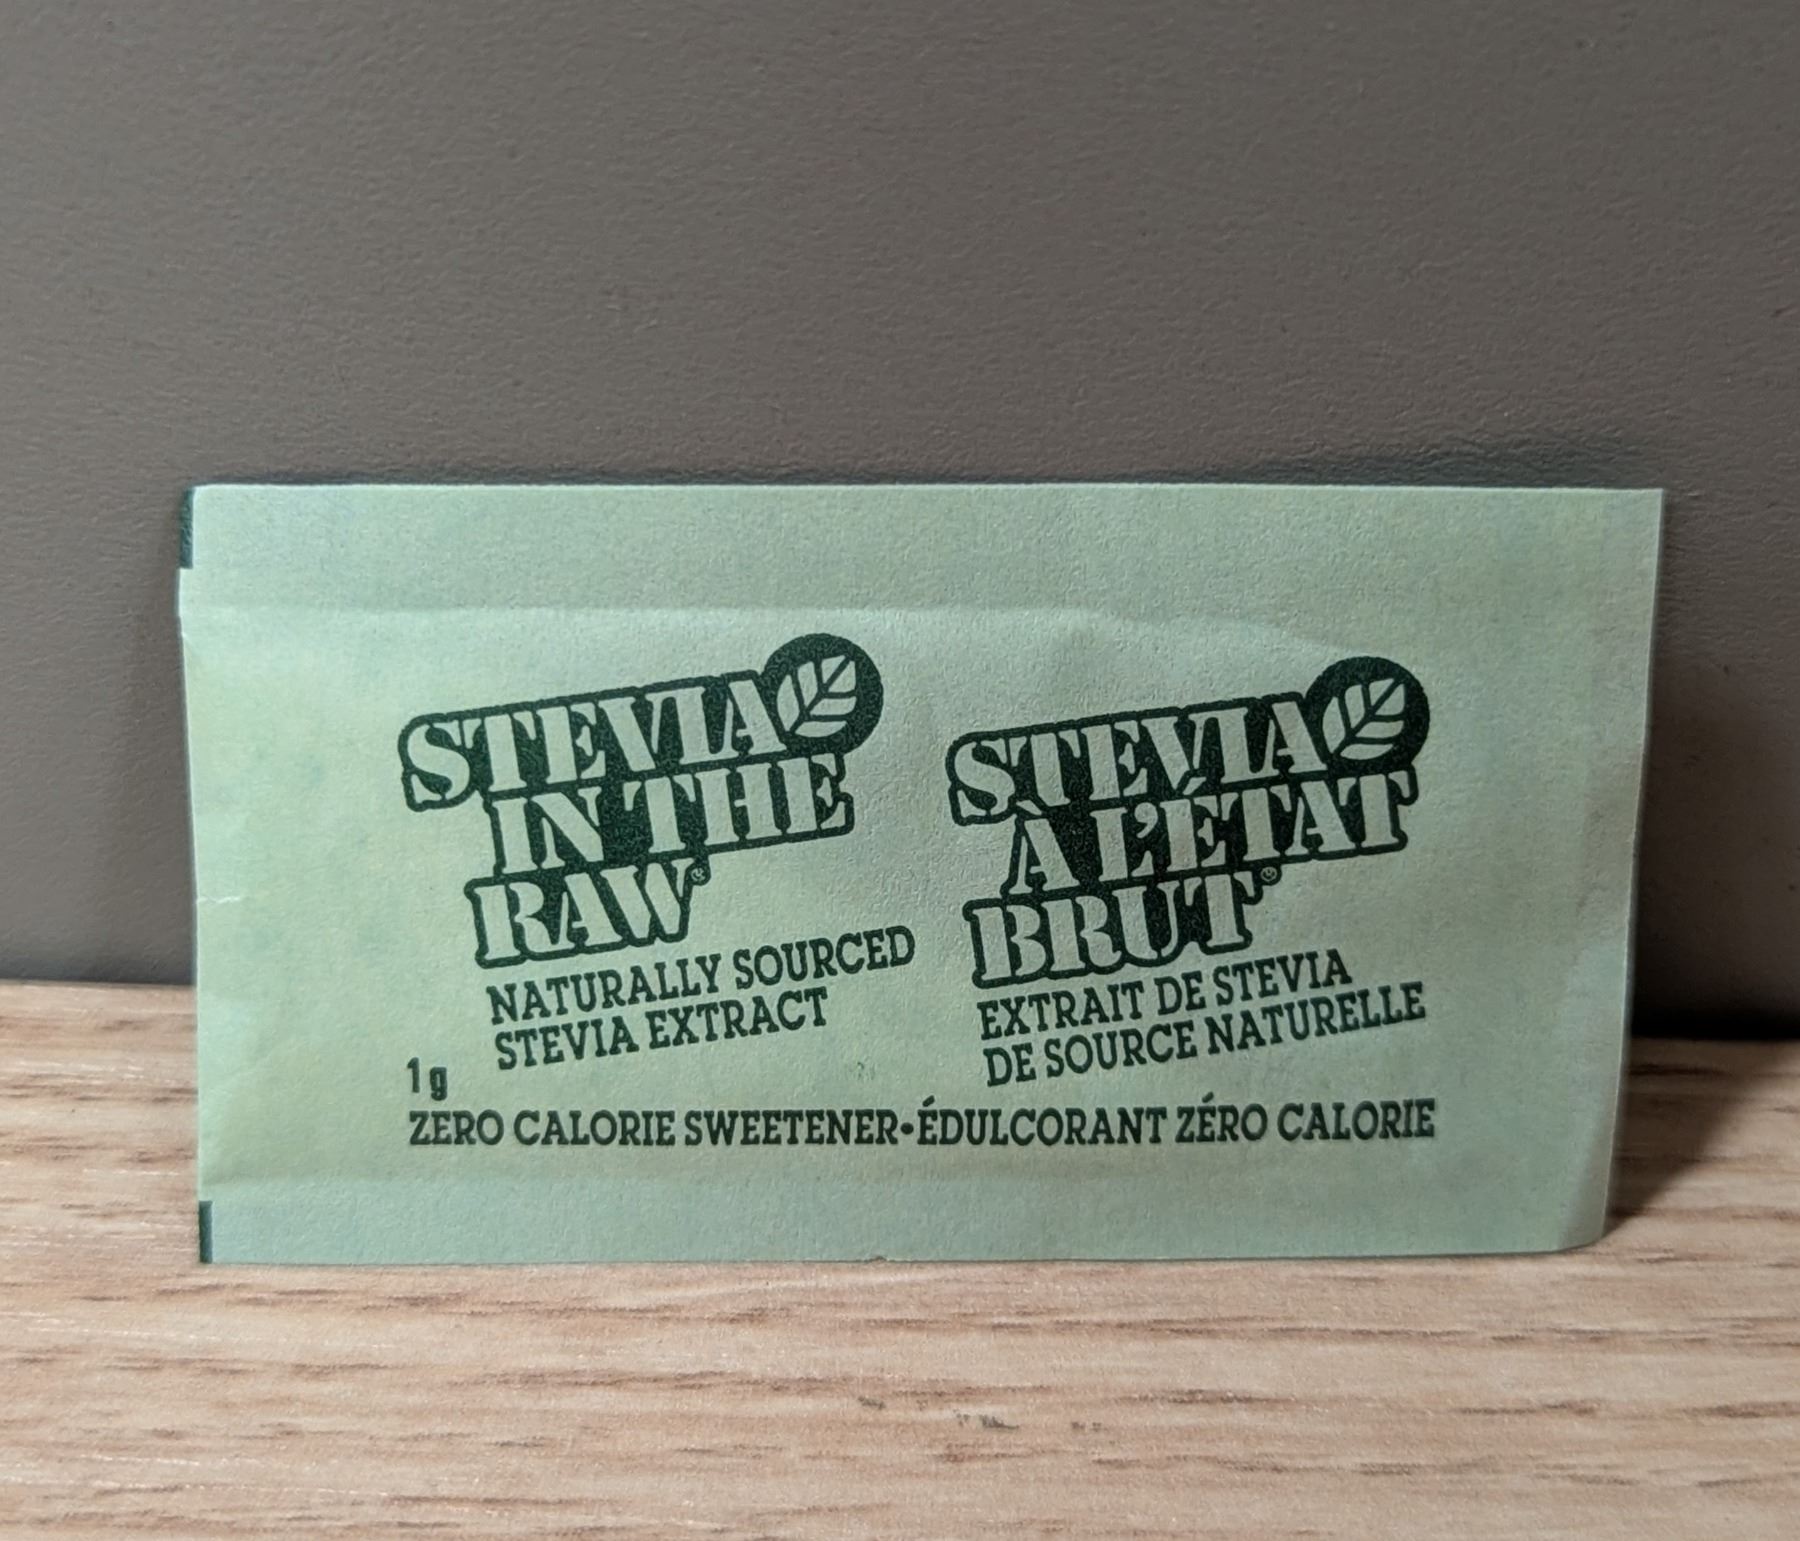 STEVIA
IN THE
RAW®
NATURALLY SOURCED
STEVIA EXTRACT
STEVIA
À L'ÉTAT
BRUT®
EXTRAIT DE STEVIA
DE SOURCE NATURELLE
1 g
ZERO CALORIE SWEETENER•ÉDULCORANT ZÉRO CALORIE